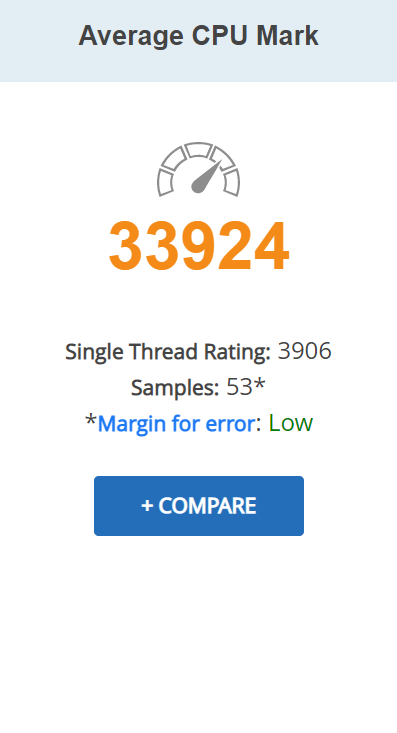 Average CPU Mark
33924
Single Thread Rating: 3906
Samples: 53*
*Margin for error: Low
+ COMPARE